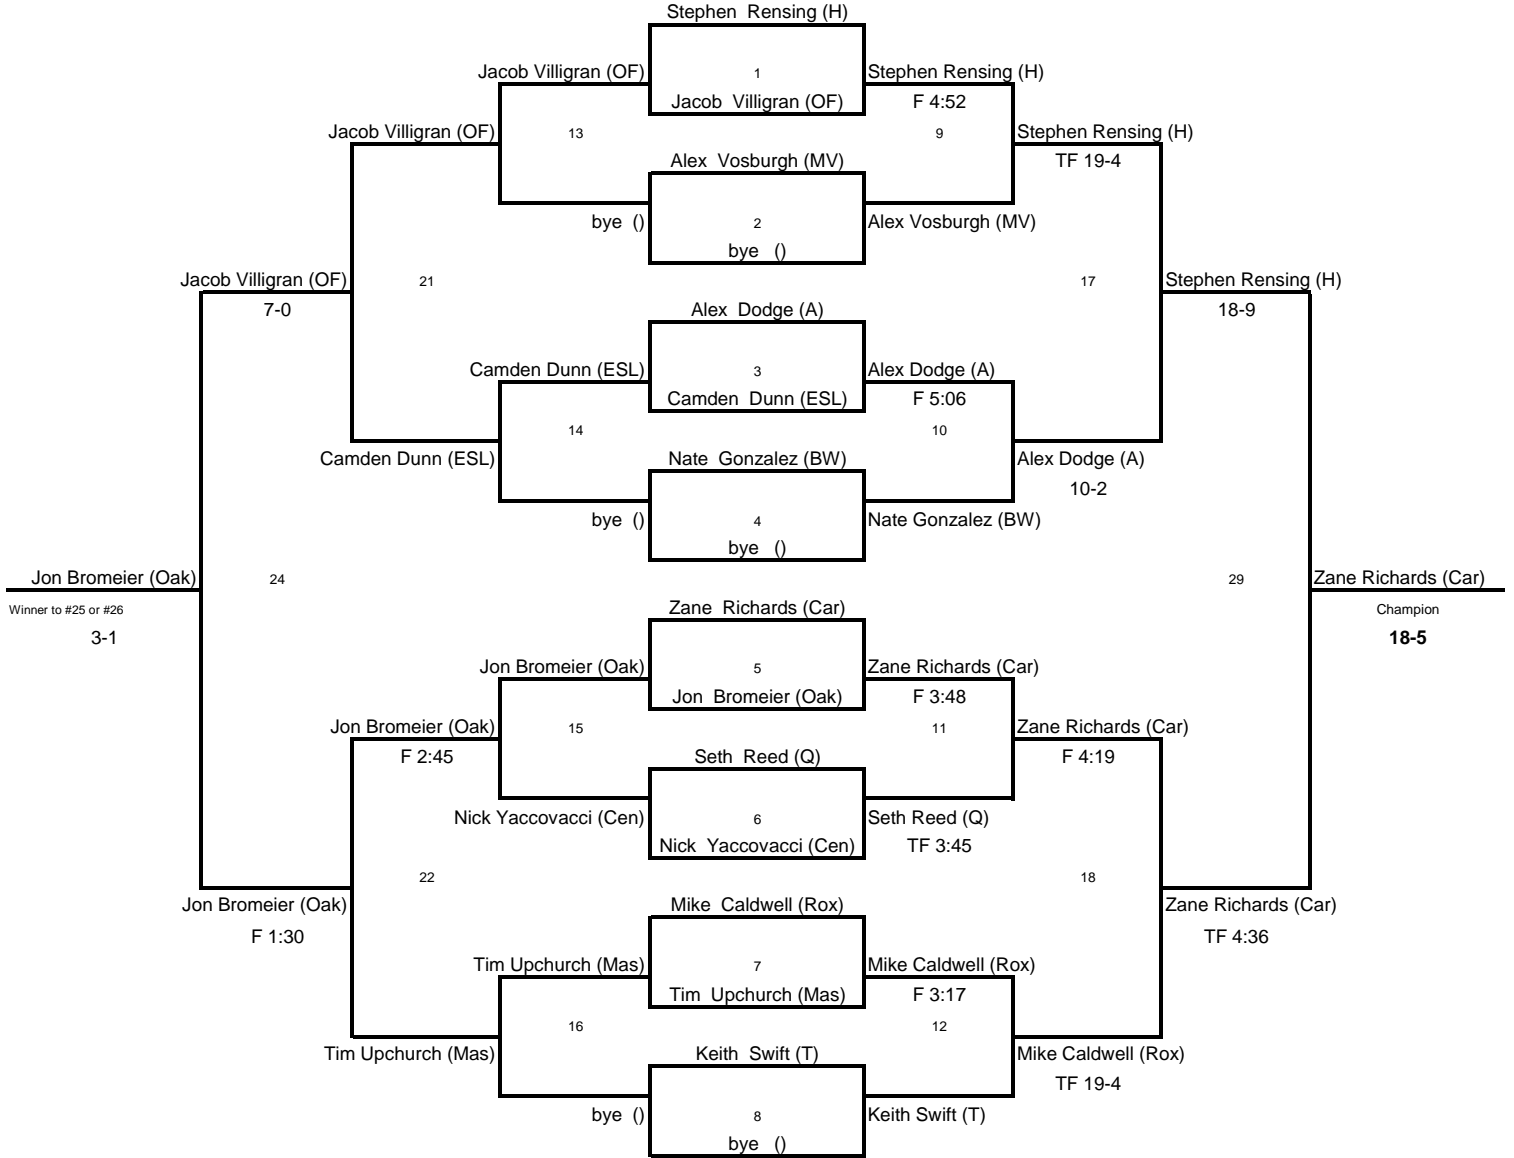 Stephen  Rensing (H)
Jacob Villigran (OF)
1
Stephen Rensing (H)
Jacob  Villigran (OF)
F 4:52
Jacob Villigran (OF)
13
9
Stephen Rensing (H)
Alex  Vosburgh (MV)
TF 19-4
bye  ()
2
Alex Vosburgh (MV)
bye   ()
Jacob Villigran (OF)
21
17
Stephen Rensing (H)
7-0
Alex  Dodge (A)
18-9
Camden Dunn (ESL)
3
Alex Dodge (A)
Camden  Dunn (ESL)
F 5:06
14
10
Camden Dunn (ESL)
Nate  Gonzalez (BW)
Alex Dodge (A)
10-2
bye  ()
4
Nate Gonzalez (BW)
bye   ()
Jon Bromeier (Oak)
24
29
Zane Richards (Car)
Winner to #25 or #26
Zane  Richards (Car)
Champion
3-1
18-5
Jon Bromeier (Oak)
5
Zane Richards (Car)
Jon  Bromeier (Oak)
F 3:48
Jon Bromeier (Oak)
15
11
Zane Richards (Car)
F 2:45
Seth  Reed (Q)
F 4:19
Nick Yaccovacci (Cen)
6
Seth Reed (Q)
Nick  Yaccovacci (Cen)
TF 3:45
22
18
Jon Bromeier (Oak)
Mike  Caldwell (Rox)
Zane Richards (Car)
F 1:30
TF 4:36
Tim Upchurch (Mas)
7
Mike Caldwell (Rox)
Tim  Upchurch (Mas)
F 3:17
16
12
Tim Upchurch (Mas)
Keith  Swift (T)
Mike Caldwell (Rox)
TF 19-4
bye  ()
8
Keith Swift (T)
bye   ()